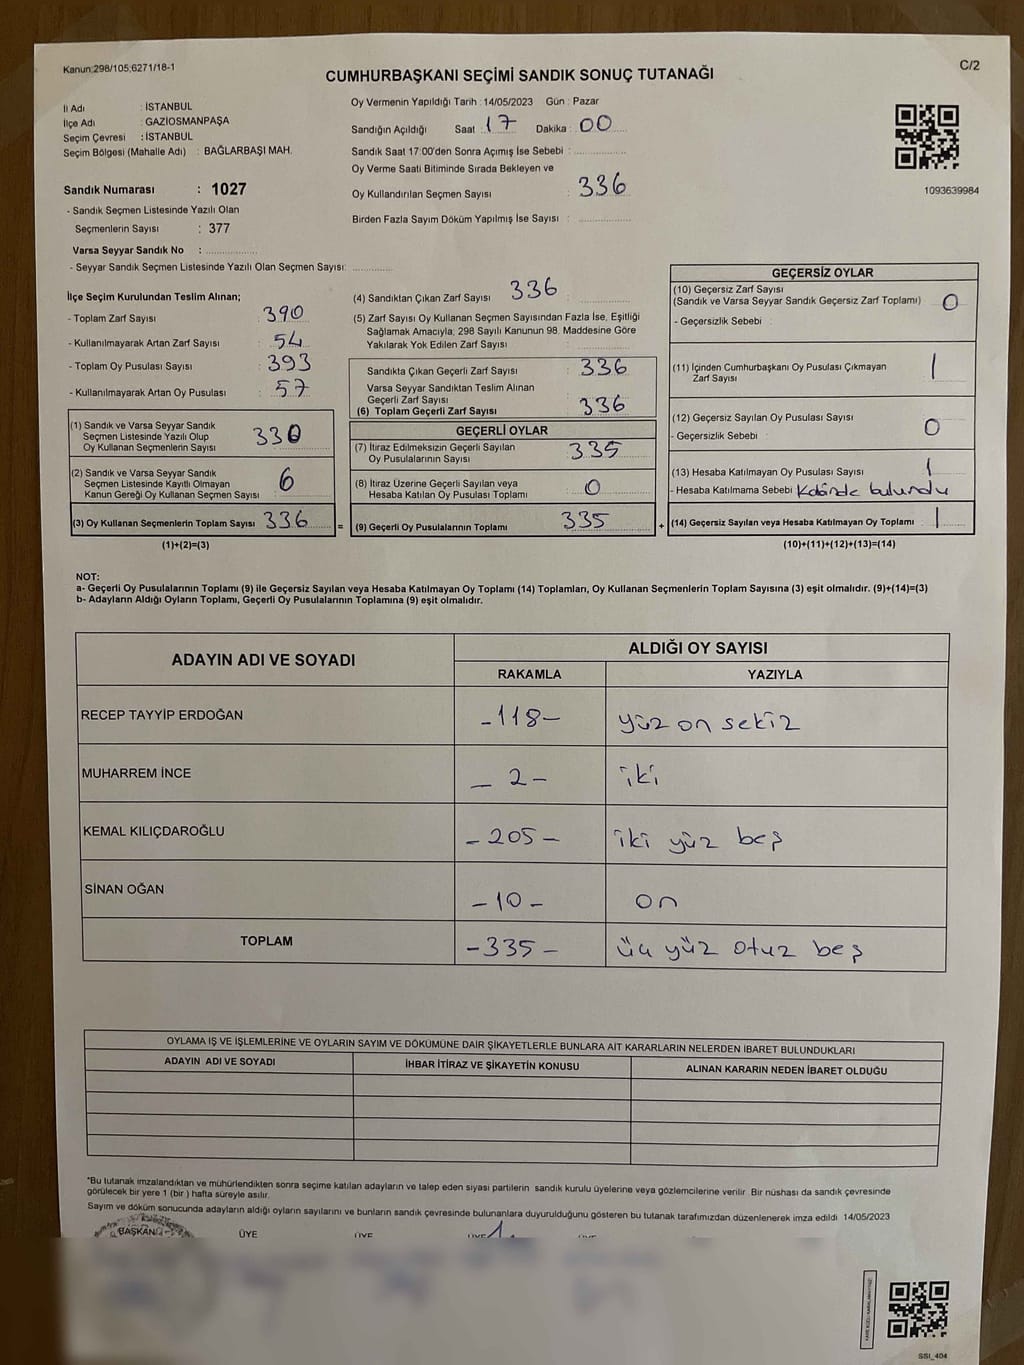 Kanun:298/105;6271/18-1
C/2
CUMHURBAŞKANI SEÇİMİ SANDIK SONUÇ TUTANAĞI
İl Adı : İSTANBUL
İlçe Adı : GAZİOSMANPAŞA
Seçim Çevresi : İSTANBUL
Seçim Bölgesi (Mahalle Adı) : BAĞLARBAŞI MAH.
Sandık Numarası : 1027
- Sandık Seçmen Listesinde Yazılı Olan
Seçmenlerin Sayısı : 377
Varsa Seyyar Sandık No :
- Seyyar Sandık Seçmen Listesinde Yazılı Olan Seçmen Sayısı:
Oy Vermenin Yapıldığı Tarih : 14/05/2023 Gün : Pazar
Sandığın Açıldığı Saat : 17 Dakika : 00
Sandık Saat 17:00'den Sonra Açımış İse Sebebi :
Oy Verme Saati Bitiminde Sırada Bekleyen ve
Oy Kullandırılan Seçmen Sayısı : 336
Birden Fazla Sayım Döküm Yapılmış İse Sayısı :
1093639984
İlçe Seçim Kurulundan Teslim Alınan;
- Toplam Zarf Sayısı : 390
- Kullanılmayarak Artan Zarf Sayısı : 54
- Toplam Oy Pusulası Sayısı : 393
- Kullanılmayarak Artan Oy Pusulası : 57
(1) Sandık ve Varsa Seyyar Sandık
Seçmen Listesinde Yazılı Olup
Oy Kullanan Seçmenlerin Sayısı 330
(2) Sandık ve Varsa Seyyar Sandık
Seçmen Listesinde Kayıtlı Olmayan
Kanun Gereği Oy Kullanan Seçmen Sayısı 6
(3) Oy Kullanan Seçmenlerin Toplam Sayısı 336
(1)+(2)=(3)
=
(4) Sandıktan Çıkan Zarf Sayısı : 336
(5) Zarf Sayısı Oy Kullanan Seçmen Sayısından Fazla İse, Eşitliği
Sağlamak Amacıyla, 298 Sayılı Kanunun 98. Maddesine Göre
Yakılarak Yok Edilen Zarf Sayısı :
Sandıkta Çıkan Geçerli Zarf Sayısı : 336
Varsa Seyyar Sandıktan Teslim Alınan
Geçerli Zarf Sayısı :
(6) Toplam Geçerli Zarf Sayısı : 336
GEÇERLİ OYLAR
(7) İtiraz Edilmeksizin Geçerli Sayılan
Oy Pusulalarının Sayısı 335
(8) İtiraz Üzerine Geçerli Sayılan veya
Hesaba Katılan Oy Pusulası Toplamı 0
(9) Geçerli Oy Pusulalarının Toplamı 335
+
GEÇERSİZ OYLAR
(10) Geçersiz Zarf Sayısı
(Sandık ve Varsa Seyyar Sandık Geçersiz Zarf Toplamı) 0
- Geçersizlik Sebebi :
(11) İçinden Cumhurbaşkanı Oy Pusulası Çıkmayan
Zarf Sayısı 1
(12) Geçersiz Sayılan Oy Pusulası Sayısı 0
- Geçersizlik Sebebi :
(13) Hesaba Katılmayan Oy Pusulası Sayısı 1
- Hesaba Katılmama Sebebi bulundu
(14) Geçersiz Sayılan veya Hesaba Katılmayan Oy Toplamı 1
(10)+(11)+(12)+(13)=(14)
NOT:
a- Geçerli Oy Pusulalarının Toplamı (9) ile Geçersiz Sayılan veya Hesaba Katılmayan Oy Toplamı (14) Toplamları, Oy Kullanan Seçmenlerin Toplam Sayısına (3) eşit olmalıdır. (9)+(14)=(3)
b- Adayların Aldığı Oyların Toplamı, Geçerli Oy Pusulalarının Toplamına (9) eşit olmalıdır.
ADAYIN ADI VE SOYADI
ALDIĞI OY SAYISI
RAKAMLA YAZIYLA
RECEP TAYYİP ERDOĞAN -118- yüz on sekiz
MUHARREM İNCE - 2 - iki
KEMAL KILIÇDAROĞLU - 205 - iki yüz beş
SİNAN OĞAN -10- on
TOPLAM -335- üç yüz otuz beş
OYLAMA İŞ VE İŞLEMLERİNE VE OYLARIN SAYIM VE DÖKÜMÜNE DAİR ŞİKAYETLERLE BUNLARA AİT KARARLARIN NELERDEN İBARET BULUNDUKLARI
ADAYIN ADI VE SOYADI İHBAR İTİRAZ VE ŞİKAYETİN KONUSU ALINAN KARARIN NEDEN İBARET OLDUĞU
*Bu tutanak imzalandıktan ve mühürlendikten sonra seçime katılan adayların ve talep eden siyasi partilerin sandık kurulu üyelerine veya gözlemcilerine verilir. Bir nüshası da sandık çevresinde
görülecek bir yere 1 (bir) hafta süreyle asılır.
Sayım ve döküm sonucunda adayların aldığı oyların sayılarını ve bunların sandık çevresinde bulunanlara duyurulduğunu gösteren bu tutanak tarafımızdan düzenlenerek imza edildi 14/05/2023
BAŞKAN ÜYE ÜYE ÜYE
SSI_404